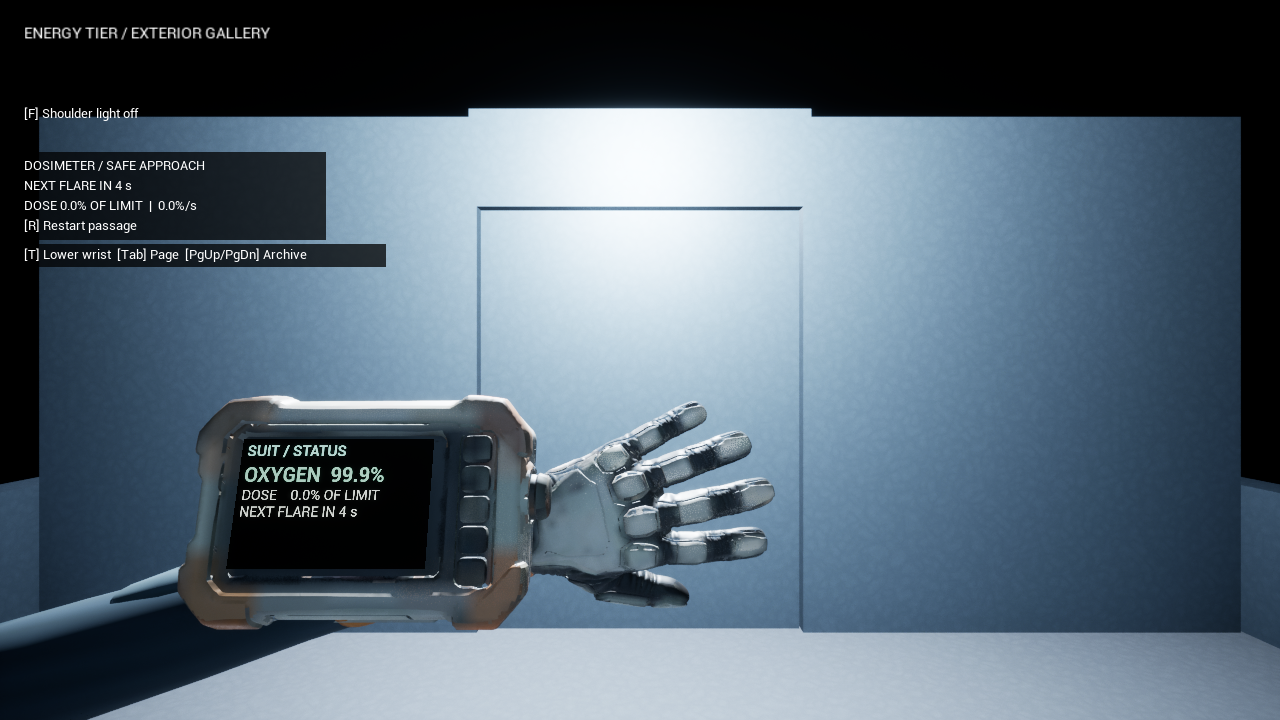 ENERGY TIER / EXTERIOR GALLERY
[F] Shoulder light off
DOSIMETER / SAFE APPROACH
NEXT FLARE IN 4 s
DOSE 0.0% OF LIMIT | 0.0%/s
[R] Restart passage
[T] Lower wrist [Tab] Page [PgUp/PgDn] Archive
SUIT / STATUS
OXYGEN 99.9%
DOSE 0.0% OF LIMIT
NEXT FLARE IN 4 s